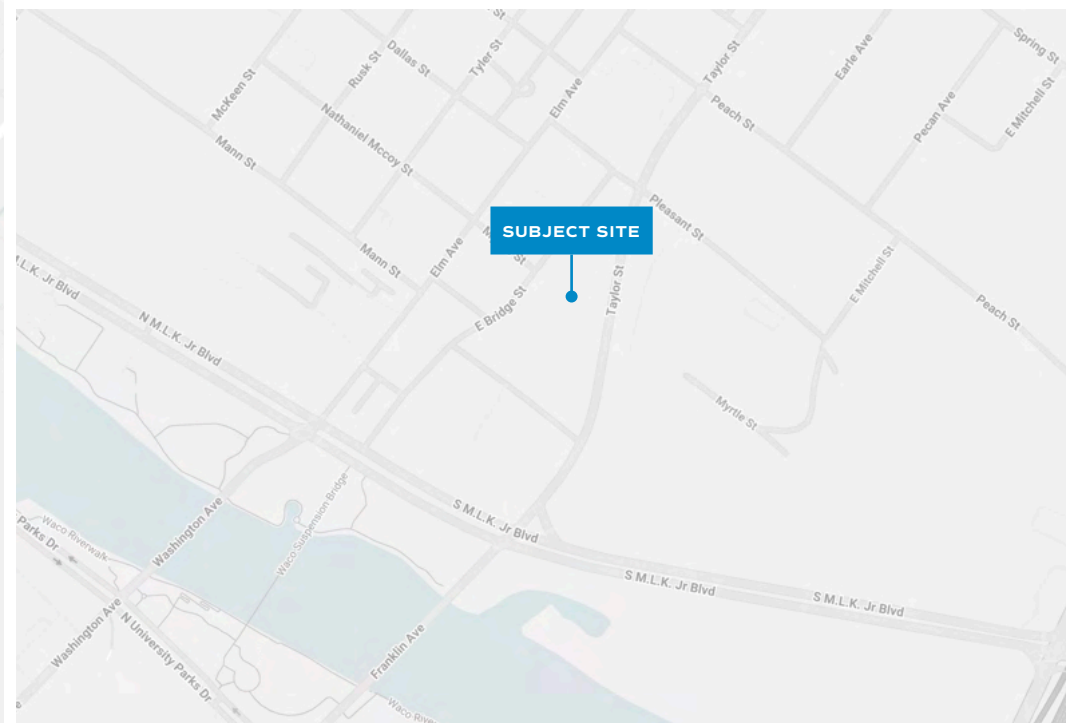 St
Dallas St
Tyler St
Rusk St
McKeen St
Elm Ave
Taylor St
Earle Ave
Spring St
Peach St
Pecan Ave
E Mitchell St
Nathaniel Mccoy St
Mann St
Pleasant St
SUBJECT SITE
St
Elm Ave
Mann St
Taylor St
E Mitchell St
Peach St
E Bridge St
M.L.K. Jr Blvd
N M.L.K. Jr Blvd
Myrtle St
Waco Suspension Bridge
Washington Ave
S M.L.K. Jr Blvd
Parks Dr
Waco Riverwalk
S M.L.K. Jr Blvd
S M.L.K. Jr Blvd
Washington Ave
N University Parks Dr
Franklin Ave